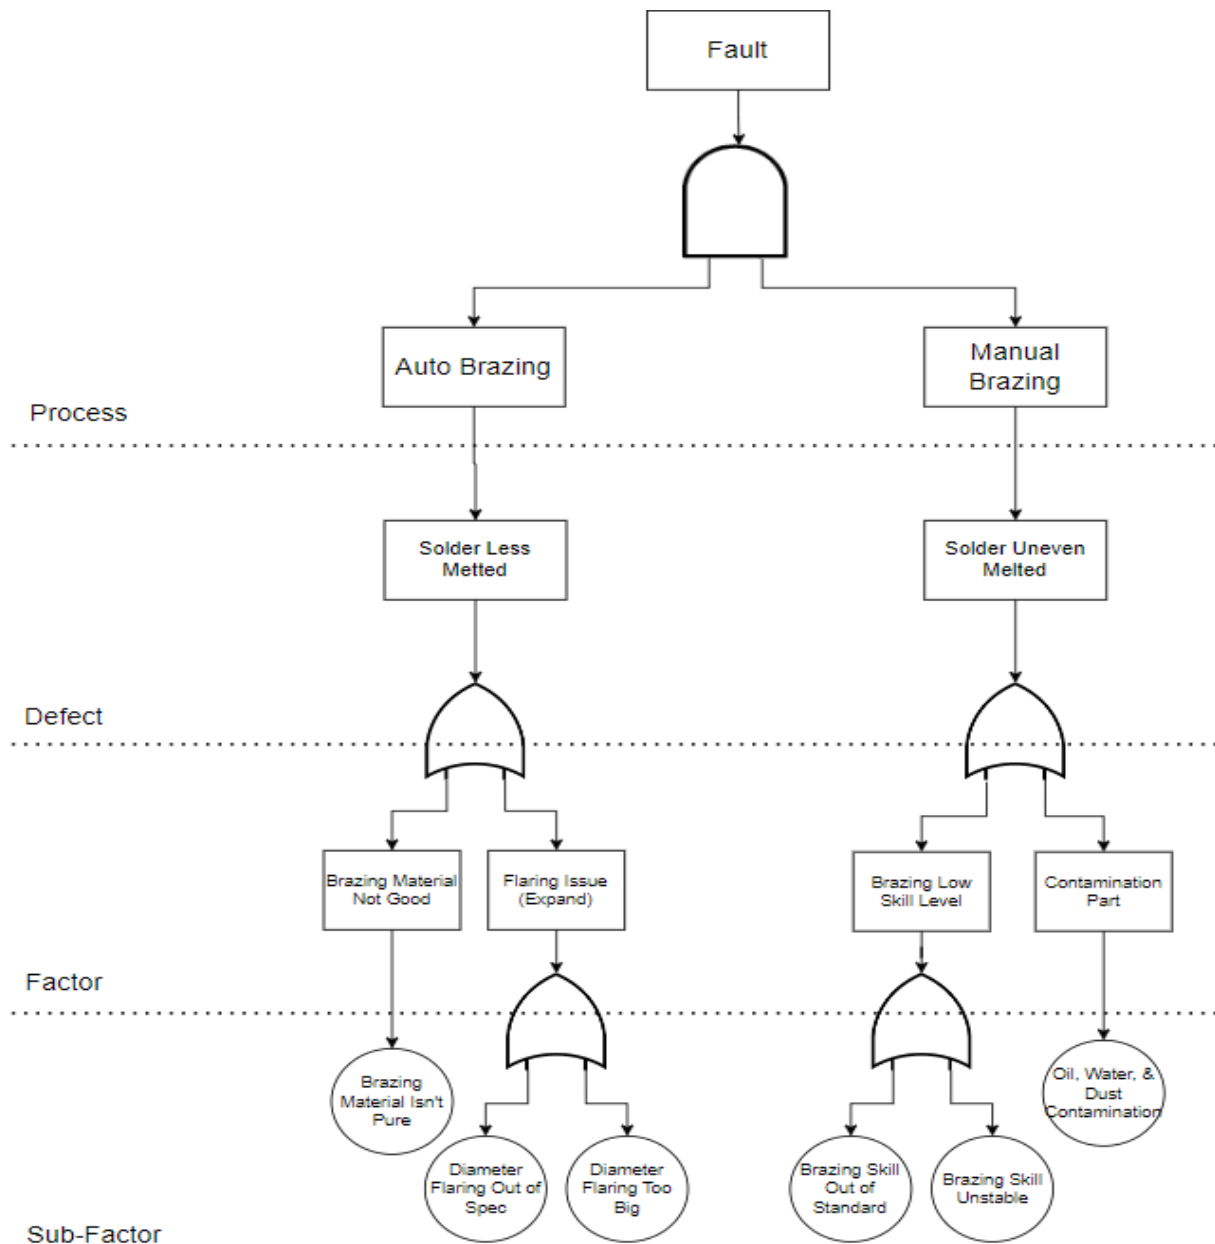 Fault
Auto Brazing
Manual
Brazing
Process
Solder Less
Metted
Solder Uneven
Melted
Defect
Brazing Material
Not Good
Flaring Issue
(Expand)
Brazing Low
Skill Level
Contamination
Part
Factor
Brazing
Material Isn't
Pure
Oil, Water, &
Dust
Contamination
Diameter
Flaring Out of
Spec
Diameter
Flaring Too
Big
Brazing Skill
Out of
Standard
Brazing Skill
Unstable
Sub-Factor